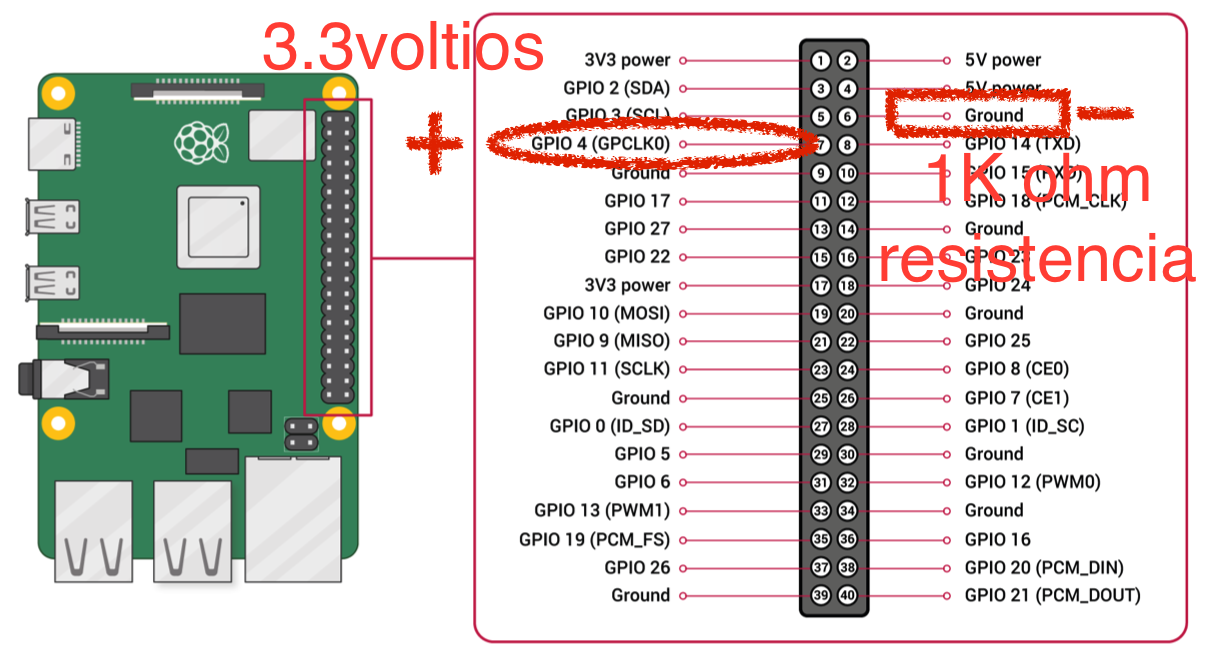 3.3voltios
+
3V3 power 1 2 5V power
GPIO 2 (SDA) 3 4 5V power
GPIO 3 (SCL) 5 6 Ground -
GPIO 4 (GPCLK0) 7 8 GPIO 14 (TXD)
Ground 9 10 GPIO 15 (RXD)
1K ohm
GPIO 17 11 12 GPIO 18 (PCM_CLK)
GPIO 27 13 14 Ground
GPIO 22 15 16 GPIO 23
resistencia
3V3 power 17 18 GPIO 24
GPIO 10 (MOSI) 19 20 Ground
GPIO 9 (MISO) 21 22 GPIO 25
GPIO 11 (SCLK) 23 24 GPIO 8 (CE0)
Ground 25 26 GPIO 7 (CE1)
GPIO 0 (ID_SD) 27 28 GPIO 1 (ID_SC)
GPIO 5 29 30 Ground
GPIO 6 31 32 GPIO 12 (PWM0)
GPIO 13 (PWM1) 33 34 Ground
GPIO 19 (PCM_FS) 35 36 GPIO 16
GPIO 26 37 38 GPIO 20 (PCM_DIN)
Ground 39 40 GPIO 21 (PCM_DOUT)